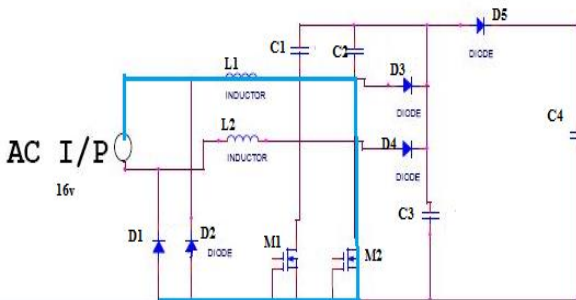 D5
C1
C2
DIODE
L1
D3
INDUCTOR
DIODE
L2
C4
AC I/P
INDUCTOR
D4
16v
DIODE
C3
D1
D2
DIODE
M1
M2